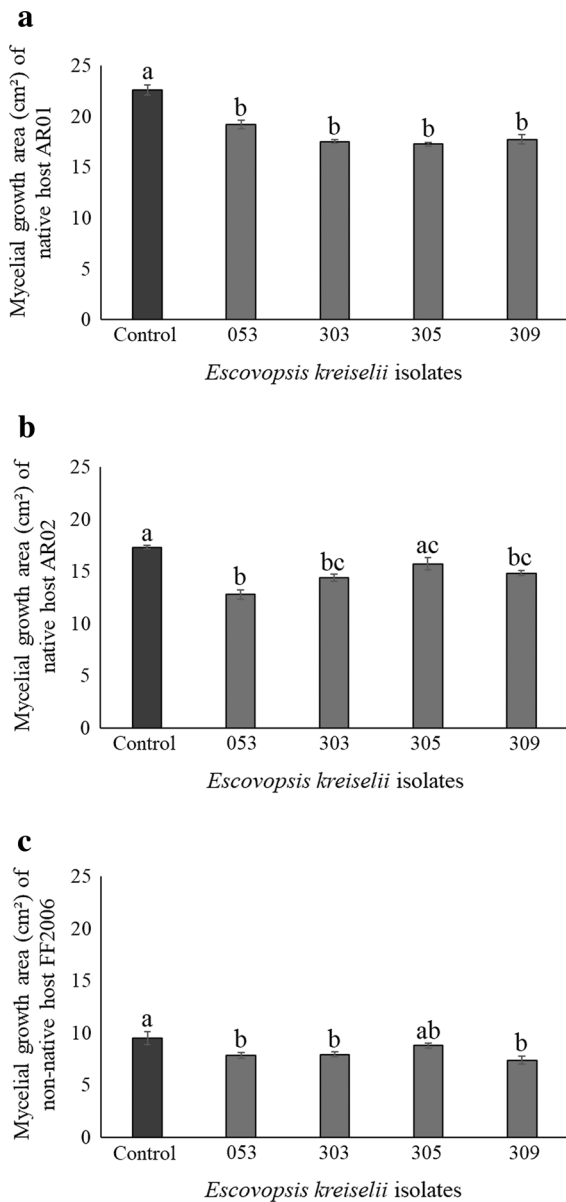 a
Mycelial growth area (cm²) of
native host AR01
25
20
15
10
5
0
a
b
b
b
b
Control 053 303 305 309
Escovopsis kreiselii isolates
b
Mycelial growth area (cm²) of
native host AR02
25
20
15
10
5
0
a
b
bc
ac
bc
Control 053 303 305 309
Escovopsis kreiselii isolates
c
Mycelial growth area (cm²) of
non-native host FF2006
25
20
15
10
5
0
a
b
b
ab
b
Control 053 303 305 309
Escovopsis kreiselii isolates